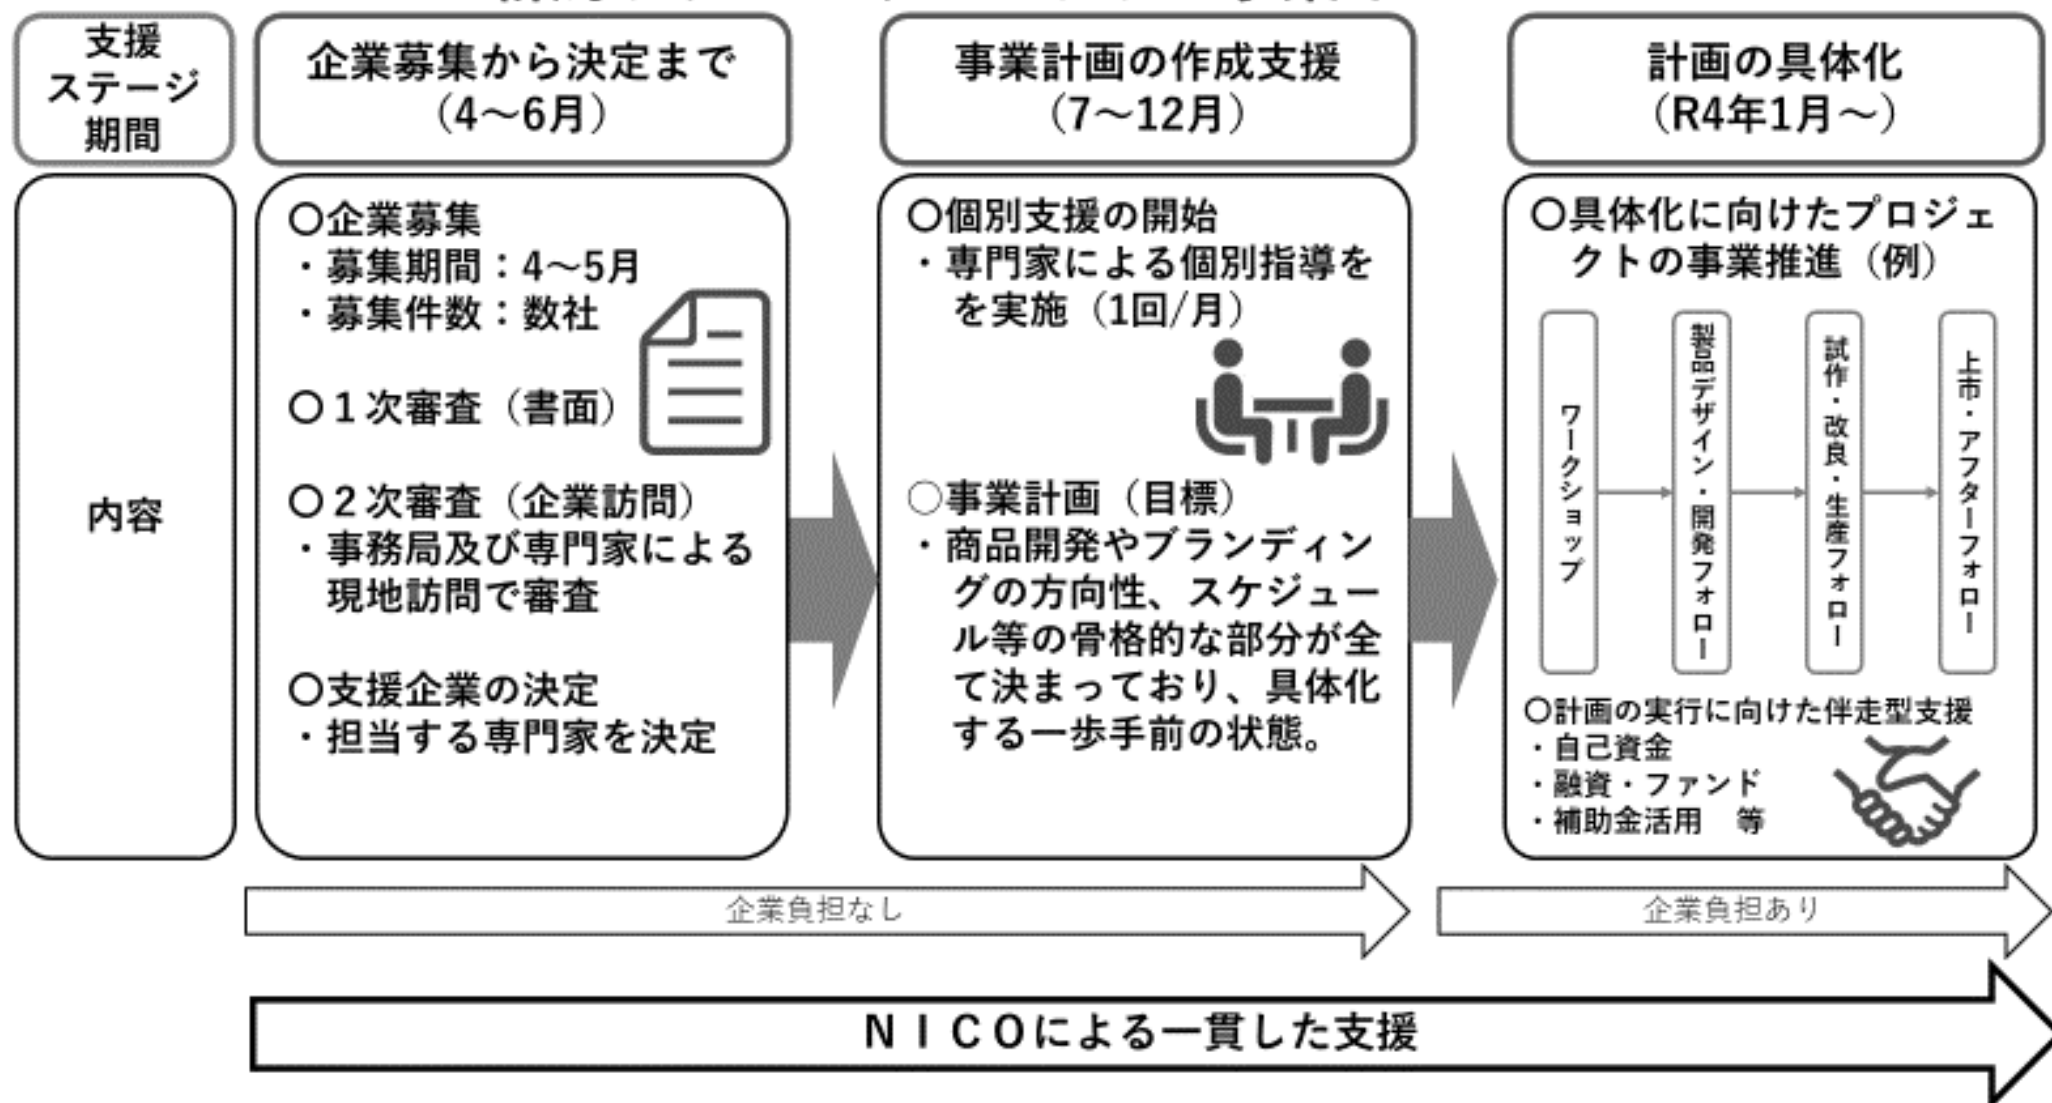 支援
ステージ
期間
企業募集から決定まで
（4～6月）
事業計画の作成支援
（7～12月）
計画の具体化
（R4年1月～）
内容
〇企業募集
・募集期間：4～5月
・募集件数：数社
〇１次審査（書面）
〇２次審査（企業訪問）
・事務局及び専門家による
現地訪問で審査
〇支援企業の決定
・担当する専門家を決定
〇個別支援の開始
・専門家による個別指導を
を実施（1回/月）
〇事業計画（目標）
・商品開発やブランディン
グの方向性、スケジュー
ル等の骨格的な部分が全
て決まっており、具体化
する一歩手前の状態。
〇具体化に向けたプロジェ
クトの事業推進（例）
ワークショップ
製品デザイン・開発フォロー
試作・改良・生産フォロー
上市・アフターフォロー
〇計画の実行に向けた伴走型支援
・自己資金
・融資・ファンド
・補助金活用　等
企業負担なし
企業負担あり
ＮＩＣＯによる一貫した支援